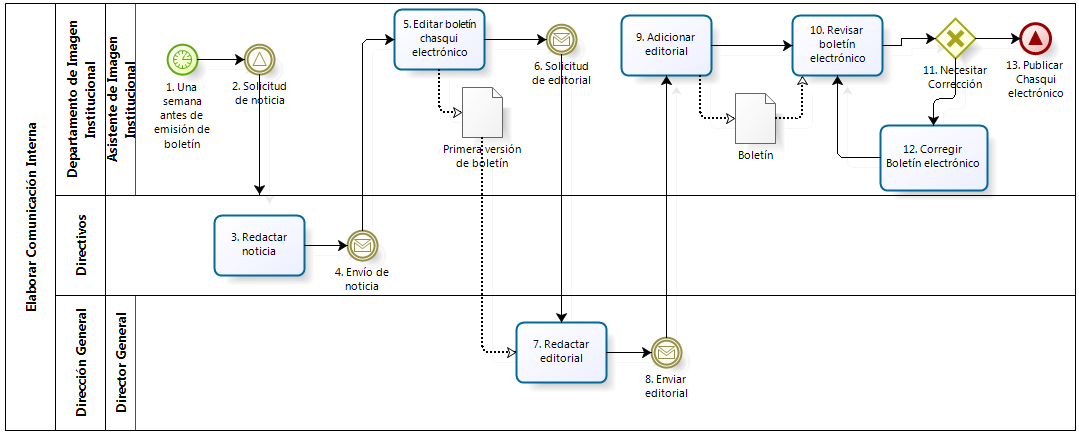 Elaborar Comunicación Interna
Departamento de Imagen
Institucional
Asistente de Imagen
Institucional
1. Una
semana
antes de
emisión de
boletín
2. Solicitud
de noticia
5. Editar boletín
chasqui
electrónico
Primera versión
de boletín
6. Solicitud
de editorial
9. Adicionar
editorial
Boletín
10. Revisar
boletín
electrónico
11. Necesitar
Corrección
12. Corregir
Boletín electrónico
13. Publicar
Chasqui
electrónico
Directivos
3. Redactar
noticia
4. Envío de
noticia
Dirección General
Director General
7. Redactar
editorial
8. Enviar
editorial